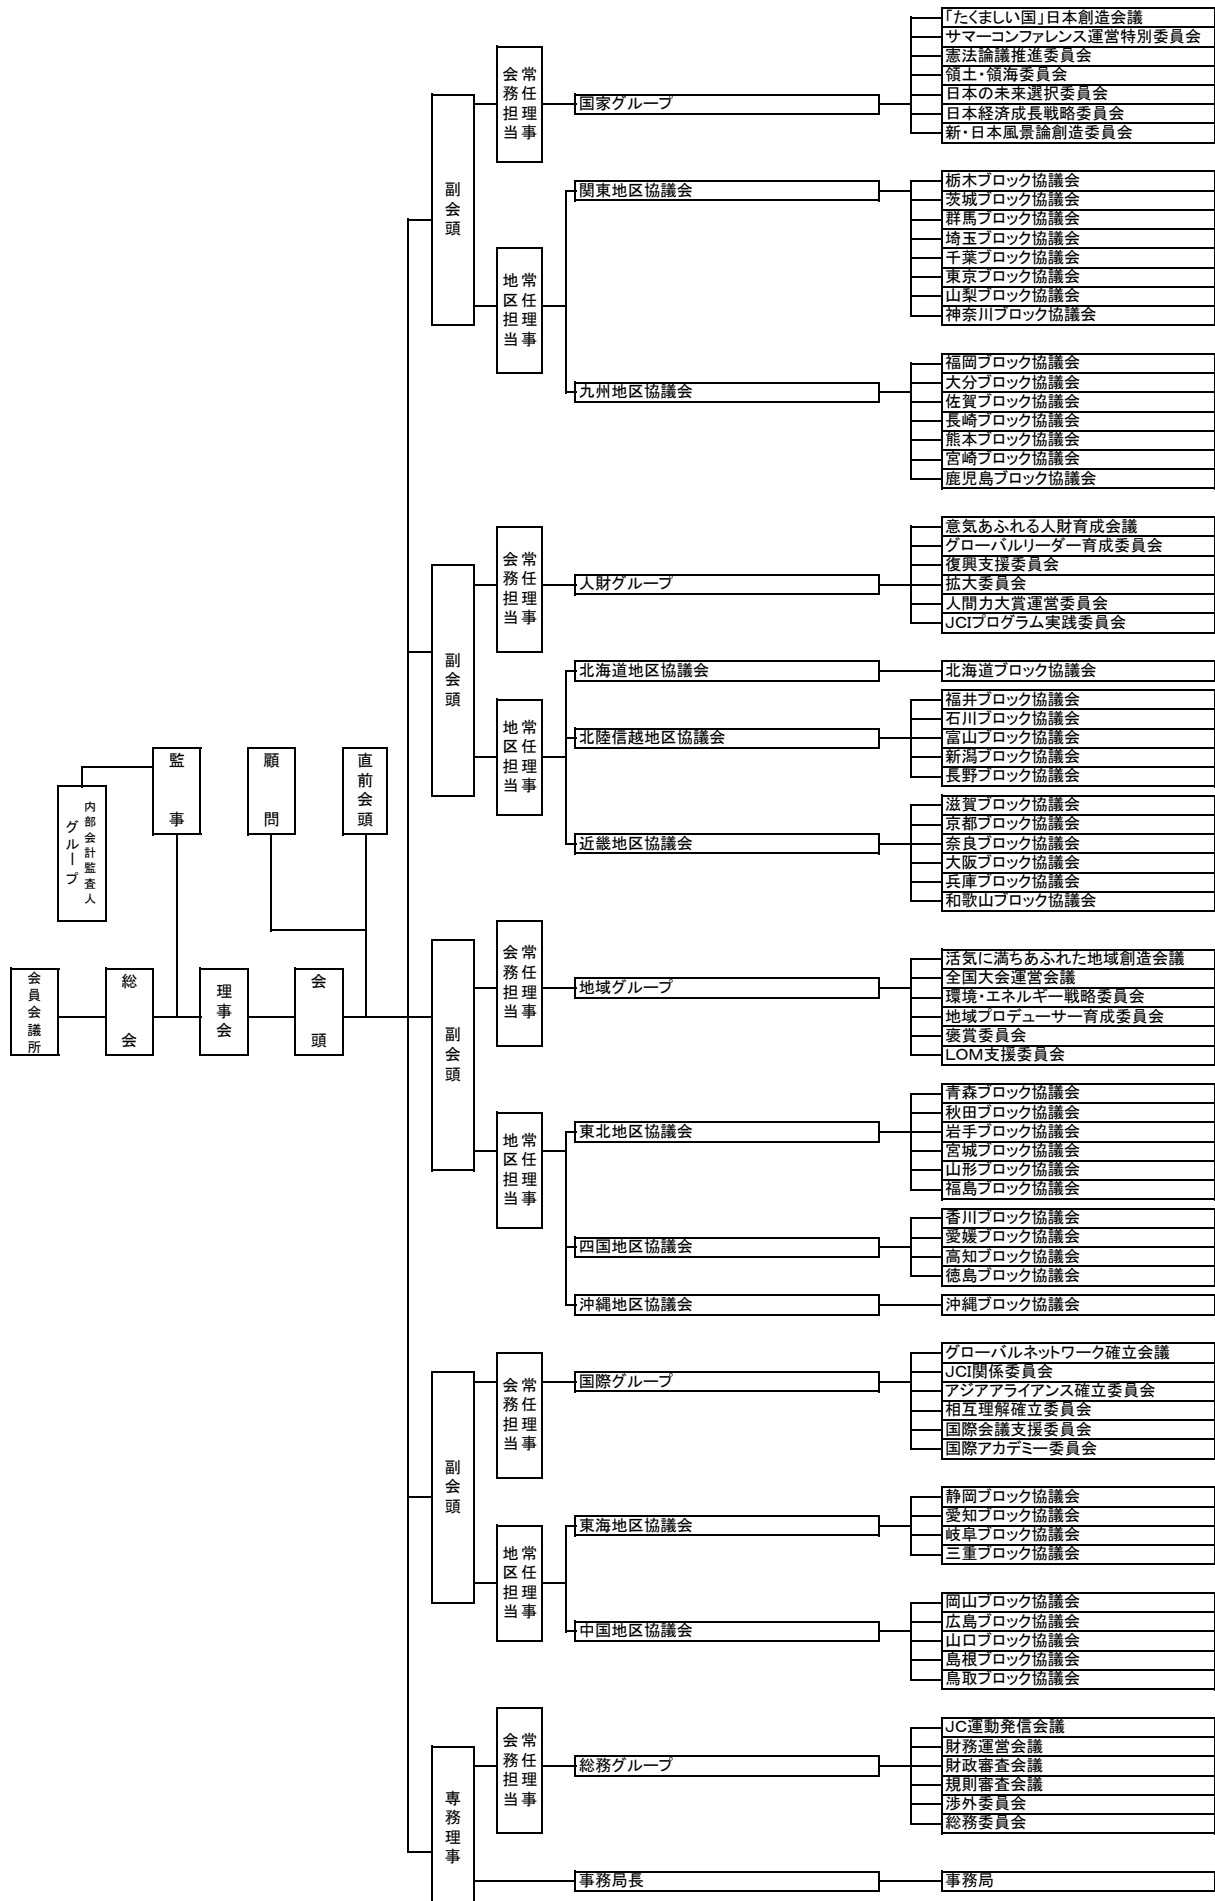 会員会議所
総会
理事会
会頭
監事
内部会計監査人
グループ
顧問
直前会頭
副会頭
常任理事
会務担当
国家グループ
「たくましい国」日本創造会議
サマーコンファレンス運営特別委員会
憲法論議推進委員会
領土・領海委員会
日本の未来選択委員会
日本経済成長戦略委員会
新・日本風景論創造委員会
常任理事
地区担当
関東地区協議会
栃木ブロック協議会
茨城ブロック協議会
群馬ブロック協議会
埼玉ブロック協議会
千葉ブロック協議会
東京ブロック協議会
山梨ブロック協議会
神奈川ブロック協議会
九州地区協議会
福岡ブロック協議会
大分ブロック協議会
佐賀ブロック協議会
長崎ブロック協議会
熊本ブロック協議会
宮崎ブロック協議会
鹿児島ブロック協議会
副会頭
常任理事
会務担当
人財グループ
意気あふれる人財育成会議
グローバルリーダー育成委員会
復興支援委員会
拡大委員会
人間力大賞運営委員会
JCIプログラム実践委員会
常任理事
地区担当
北海道地区協議会
北海道ブロック協議会
北陸信越地区協議会
福井ブロック協議会
石川ブロック協議会
富山ブロック協議会
新潟ブロック協議会
長野ブロック協議会
近畿地区協議会
滋賀ブロック協議会
京都ブロック協議会
奈良ブロック協議会
大阪ブロック協議会
兵庫ブロック協議会
和歌山ブロック協議会
副会頭
常任理事
会務担当
地域グループ
活気に満ちあふれた地域創造会議
全国大会運営会議
環境・エネルギー戦略委員会
地域プロデューサー育成委員会
褒賞委員会
LOM支援委員会
常任理事
地区担当
東北地区協議会
青森ブロック協議会
秋田ブロック協議会
岩手ブロック協議会
宮城ブロック協議会
山形ブロック協議会
福島ブロック協議会
四国地区協議会
香川ブロック協議会
愛媛ブロック協議会
高知ブロック協議会
徳島ブロック協議会
沖縄地区協議会
沖縄ブロック協議会
副会頭
常任理事
会務担当
国際グループ
グローバルネットワーク確立会議
JCI関係委員会
アジアアライアンス確立委員会
相互理解確立委員会
国際会議支援委員会
国際アカデミー委員会
常任理事
地区担当
東海地区協議会
静岡ブロック協議会
愛知ブロック協議会
岐阜ブロック協議会
三重ブロック協議会
中国地区協議会
岡山ブロック協議会
広島ブロック協議会
山口ブロック協議会
島根ブロック協議会
鳥取ブロック協議会
専務理事
常任理事
会務担当
総務グループ
JC運動発信会議
財務運営会議
財政審査会議
規則審査会議
渉外委員会
総務委員会
事務局長
事務局